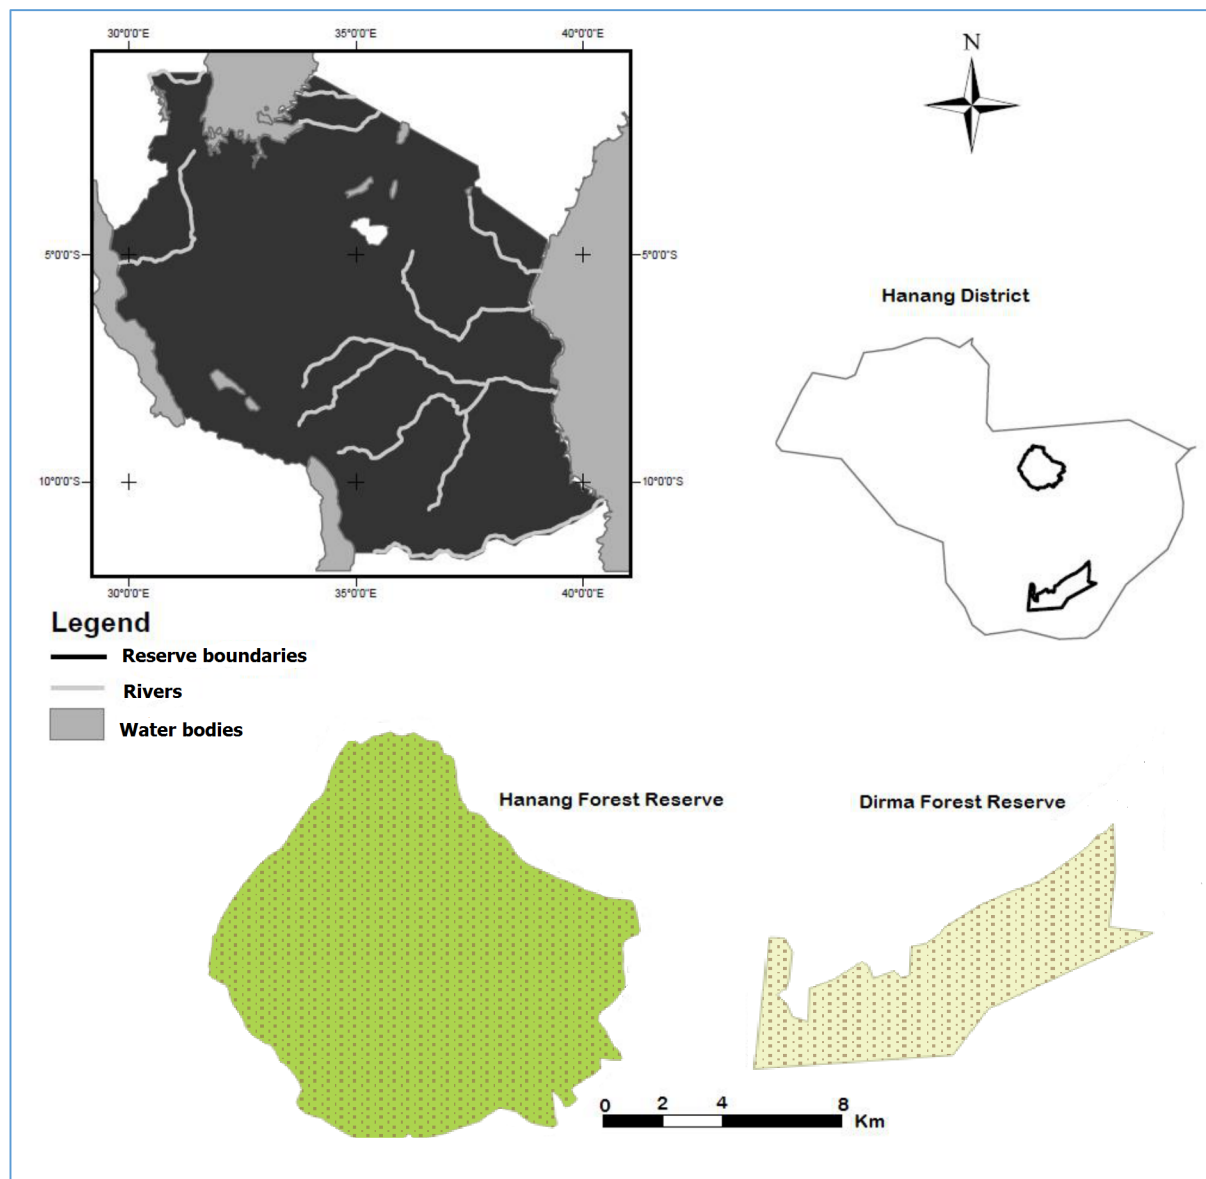 30°0'0"E 35°0'0"E 40°0'0"E
N
5°0'0"S 5°0'0"S
Hanang District
10°0'0"S 10°0'0"S
30°0'0"E 35°0'0"E 40°0'0"E
Legend
Reserve boundaries
Rivers
Water bodies
Hanang Forest Reserve
Dirma Forest Reserve
0 2 4 8
Km